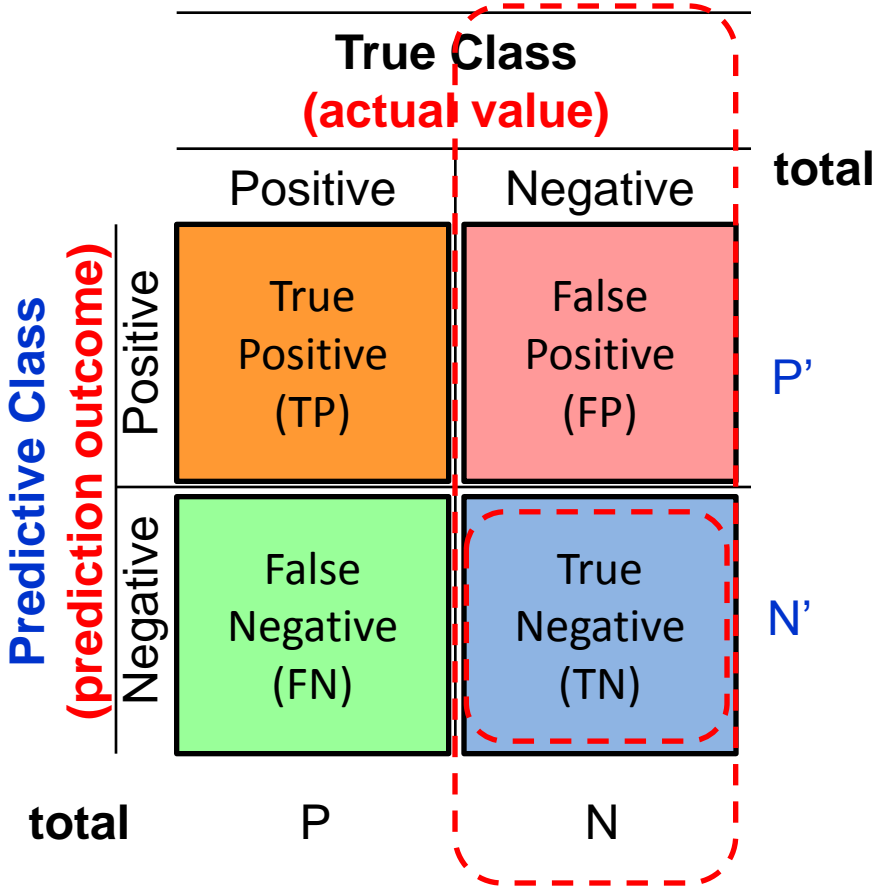 True Class
(actual value)
total
Positive
Negative
Predictive Class
(prediction outcome)
Positive
True
Positive
(TP)
False
Positive
(FP)
P’
Negative
False
Negative
(FN)
True
Negative
(TN)
N’
total
P
N